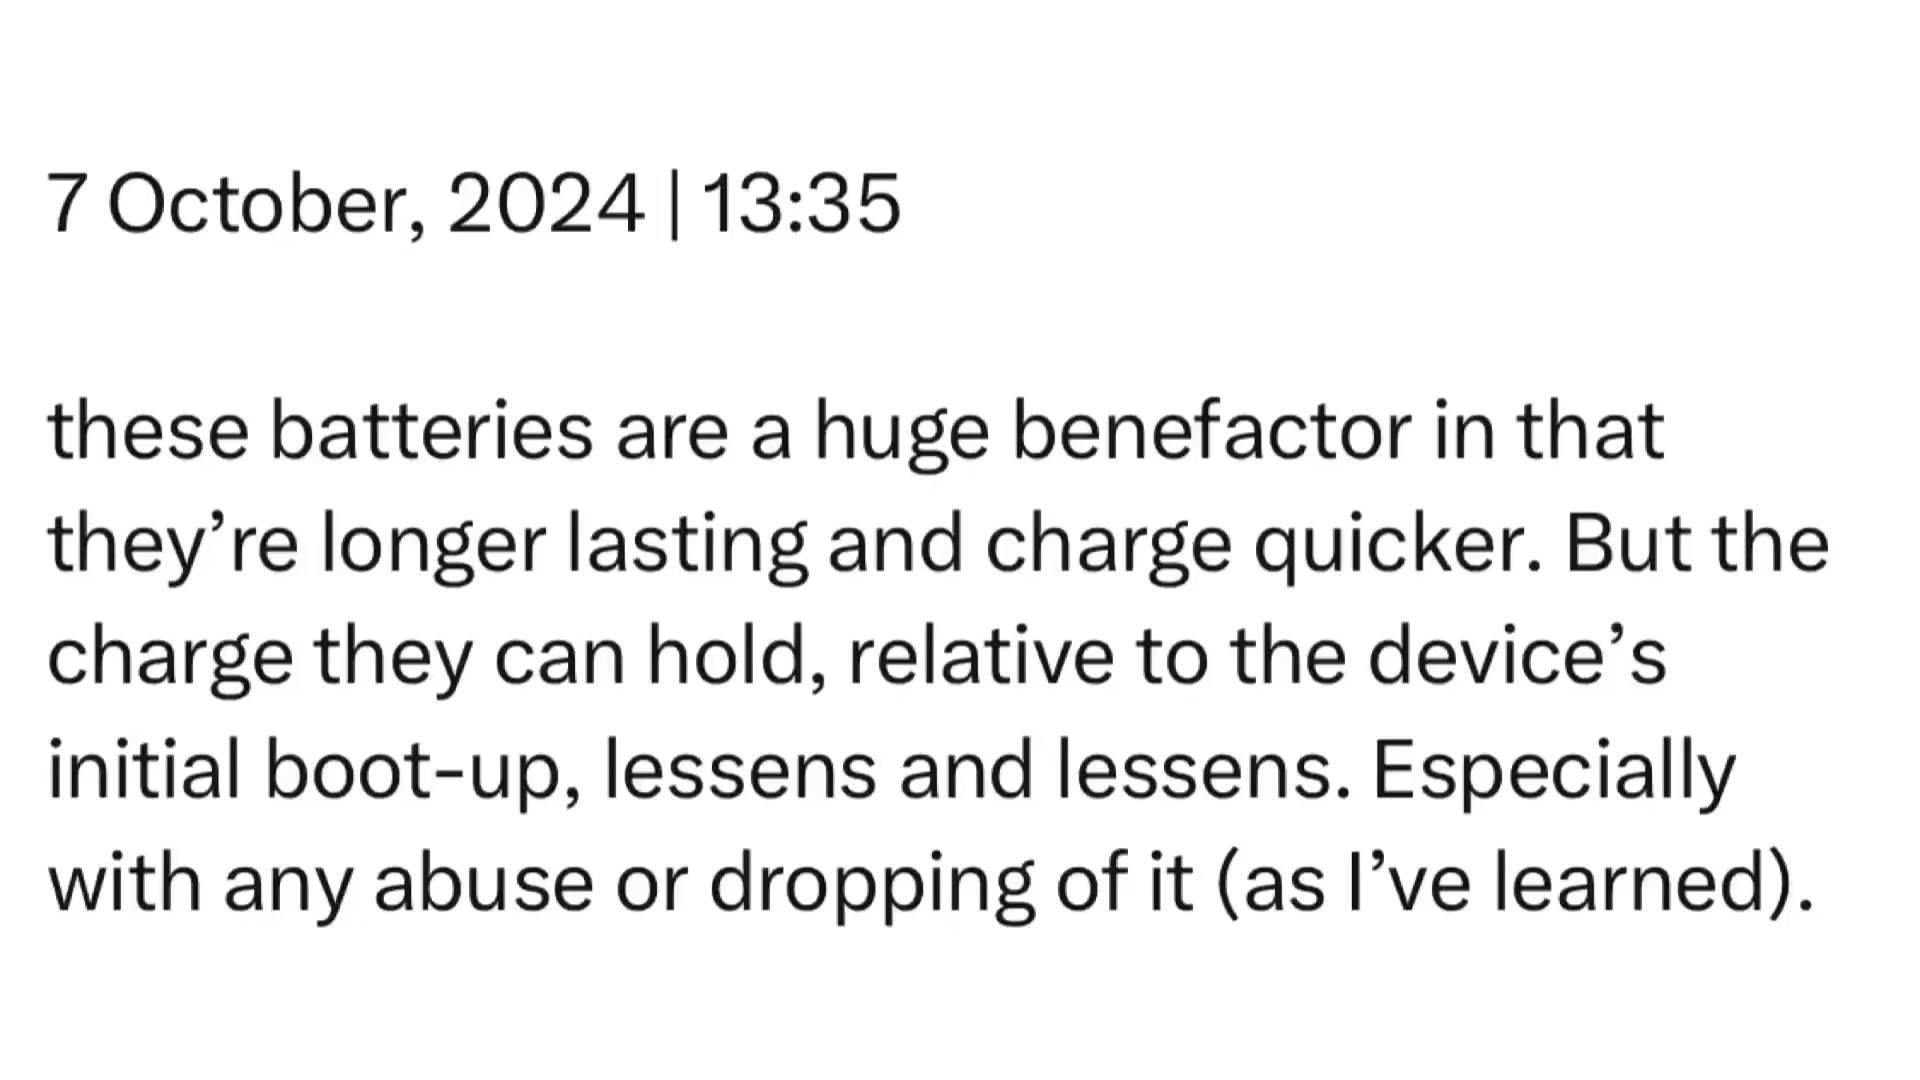 7 October, 2024 | 13:35
these batteries are a huge benefactor in that
they’re longer lasting and charge quicker. But the
charge they can hold, relative to the device’s
initial boot-up, lessens and lessens. Especially
with any abuse or dropping of it (as I’ve learned).